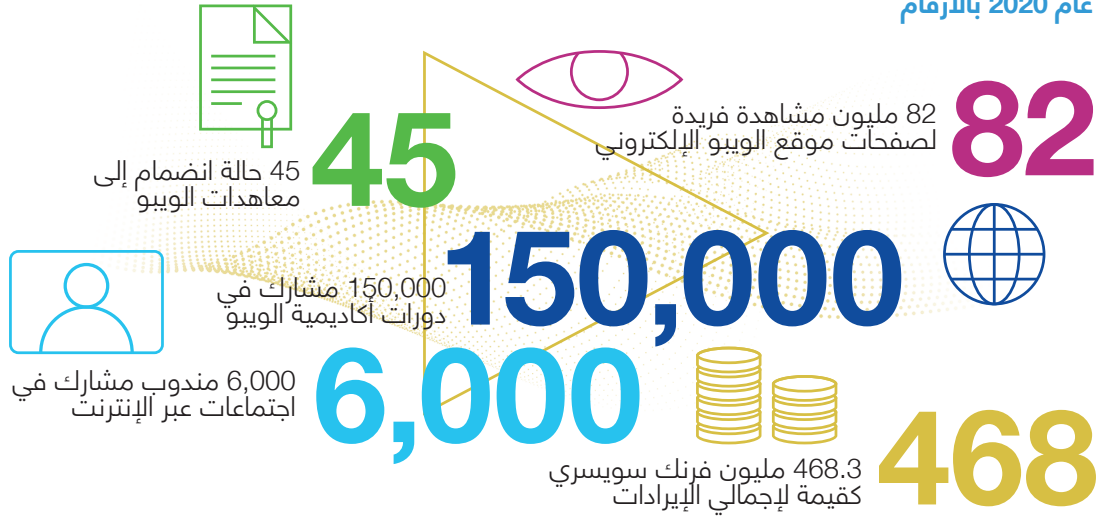 عام 2020 بالأرقام
82
82 مليون مشاهدة فريدة
لصفحات موقع الويبو الإلكتروني
45
45 حالة انضمام إلى
معاهدات الويبو
150,000
150,000 مشارك في
دورات أكاديمية الويبو
6,000
6,000 مندوب مشارك في
اجتماعات عبر الإنترنت
468
468.3 مليون فرنك سويسري
كقيمة لإجمالي الإيرادات